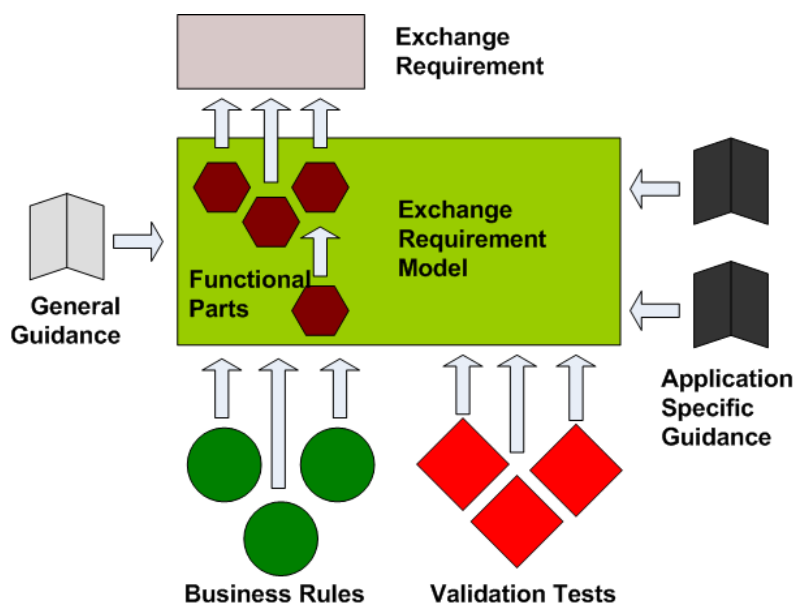 Exchange
Requirement
Exchange
Requirement
Model
Functional
Parts
General
Guidance
Application
Specific
Guidance
Business Rules
Validation Tests